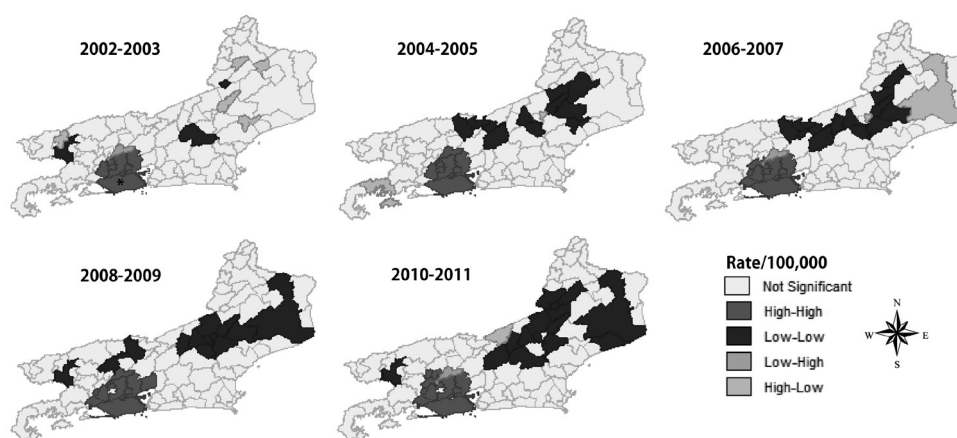 2002-2003
2004-2005
2006-2007
*
2008-2009
2010-2011
Rate/100,000
Not Significant
High-High
Low-Low
Low-High
High-Low
N
W
E
S